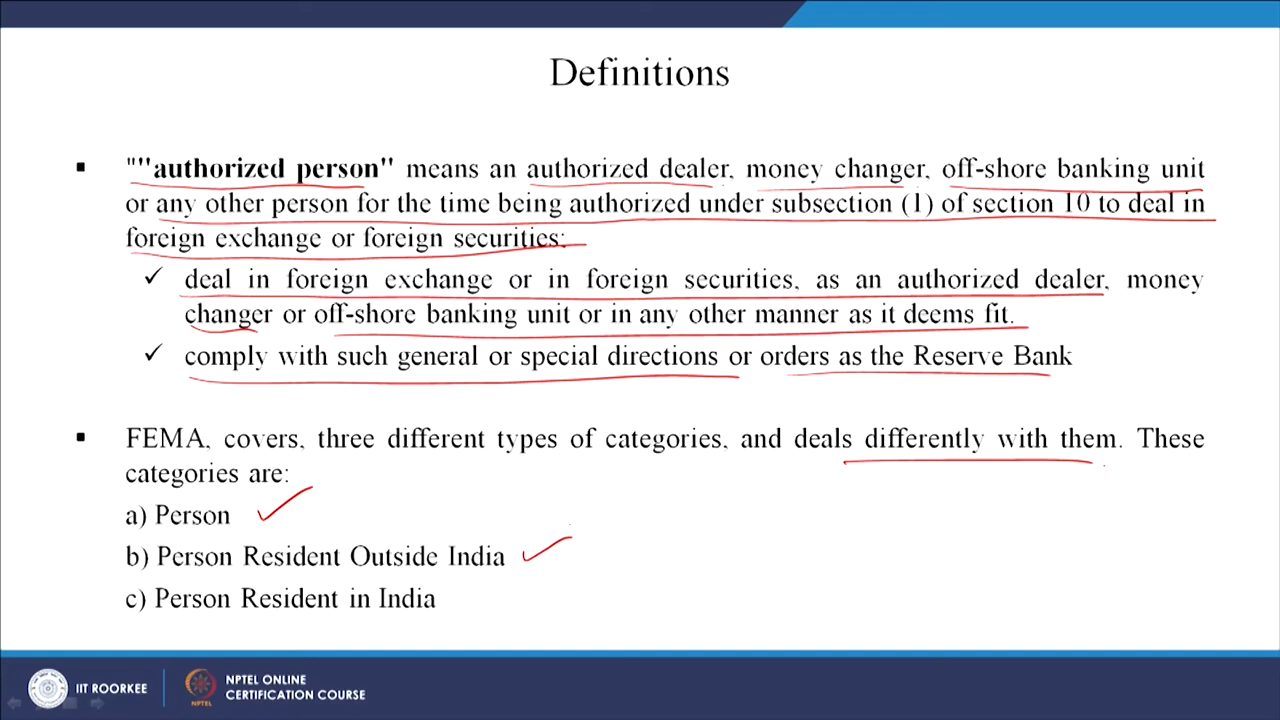 Definitions
"''authorized person'' means an authorized dealer, money changer, off-shore banking unit
or any other person for the time being authorized under subsection (1) of section 10 to deal in
foreign exchange or foreign securities;
✓ deal in foreign exchange or in foreign securities, as an authorized dealer, money
changer or off-shore banking unit or in any other manner as it deems fit.
✓ comply with such general or special directions or orders as the Reserve Bank
FEMA, covers, three different types of categories, and deals differently with them. These
categories are:
a) Person
b) Person Resident Outside India
c) Person Resident in India
IIT ROORKEE
NPTEL
NPTEL ONLINE
CERTIFICATION COURSE